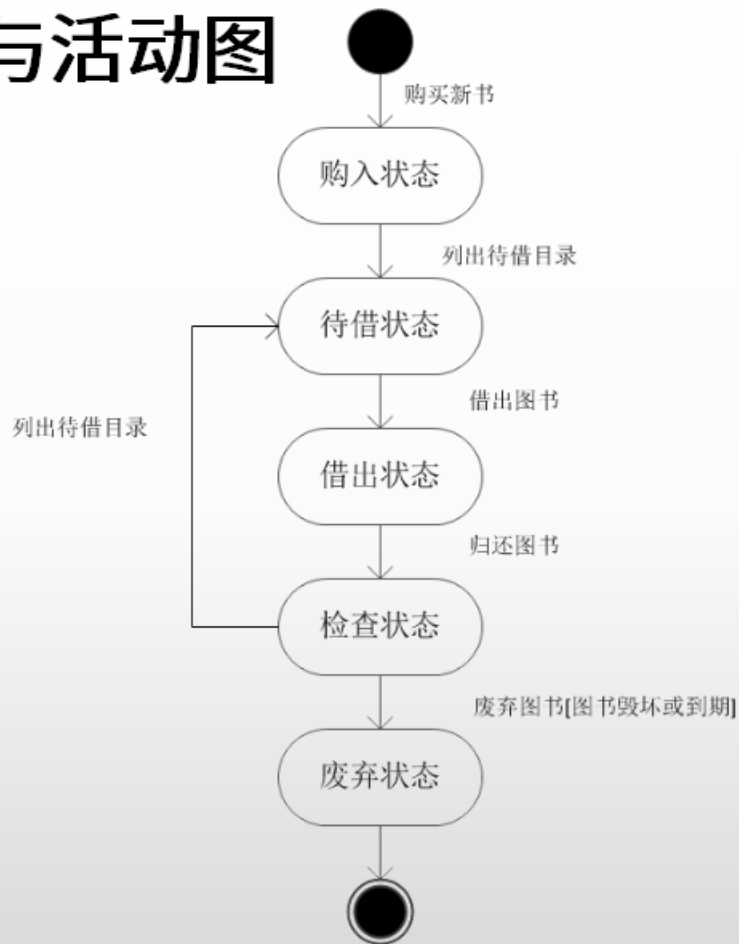 与活动图
购买新书
购入状态
列出待借目录
待借状态
借出图书
列出待借目录
借出状态
归还图书
检查状态
废弃图书[图书毁坏或到期]
废弃状态